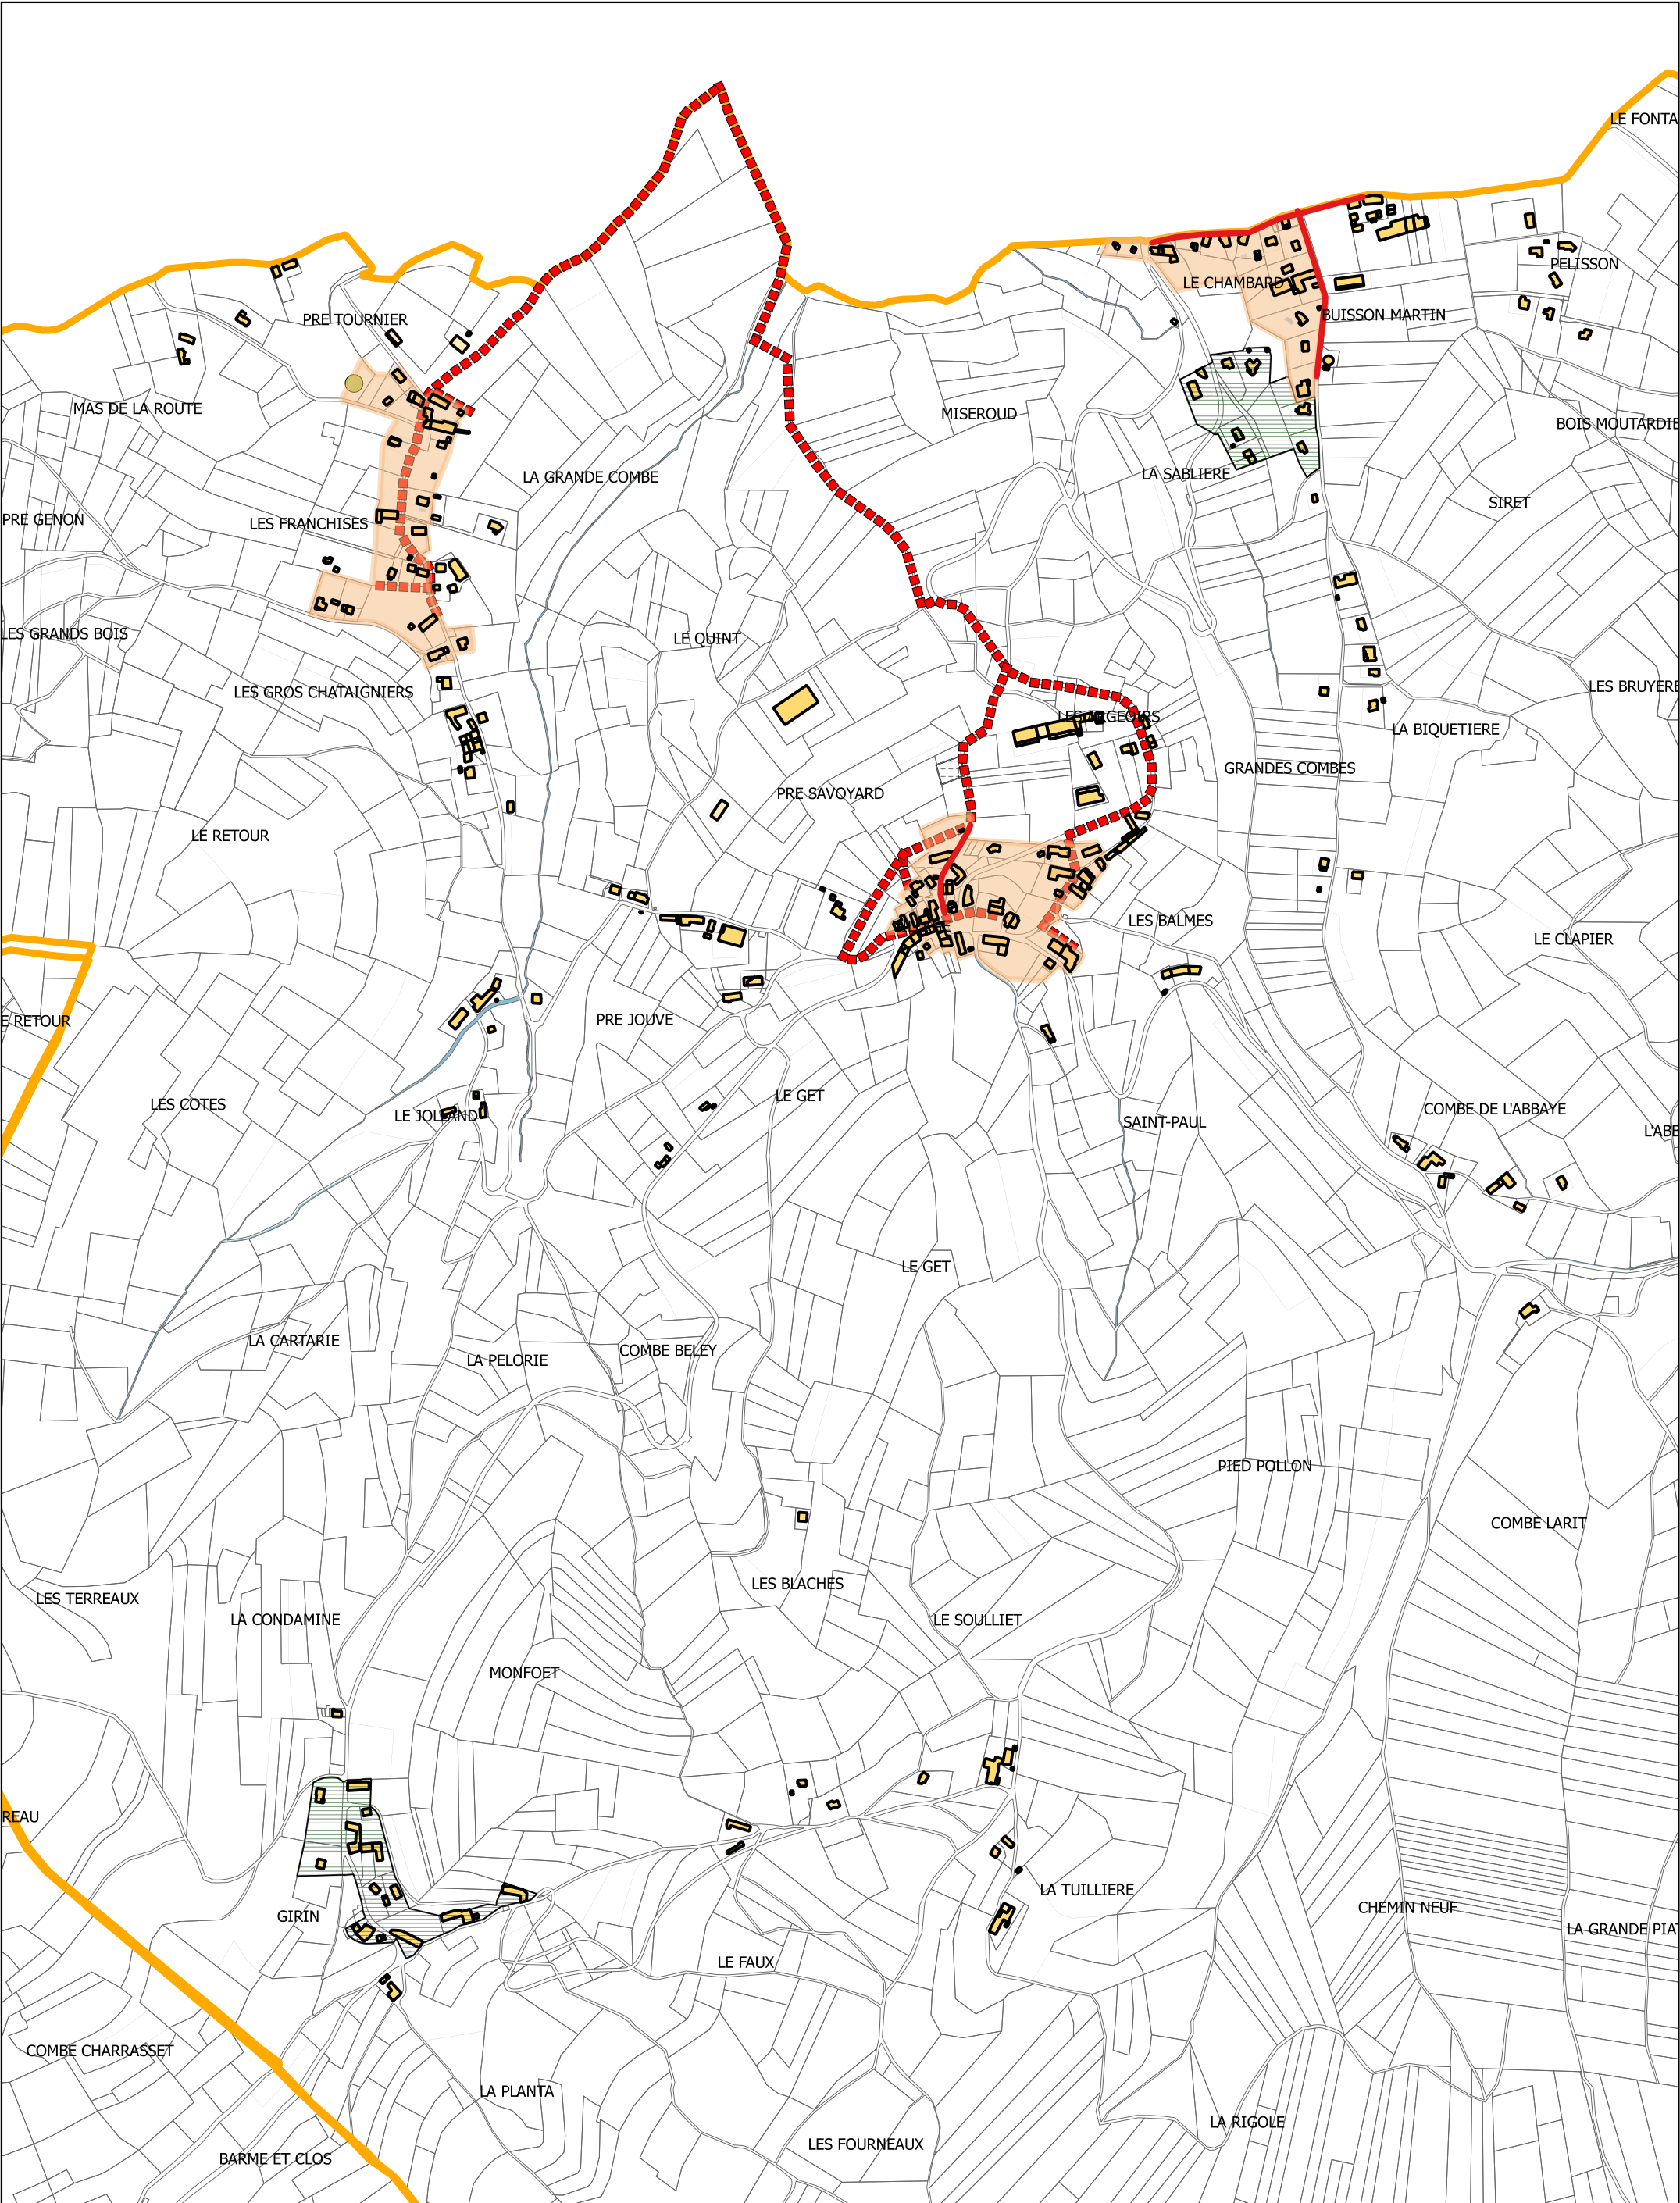 LE FONTA
PELISSON
LE CHAMBARD
BUISSON MARTIN
PRE TOURNIER
MAS DE LA ROUTE
MISEROUD
BOIS MOUTARDIE
LA GRANDE COMBE
LA SABLIERE
SIRET
PRE GENON
LES FRANCHISES
LES GRANDS BOIS
LE QUINT
LES GROS CHATAIGNIERS
LES BRUYERE
LA BIQUETIERE
GRANDES COMBES
PRE SAVOYARD
LE RETOUR
LES BALMES
LE CLAPIER
E RETOUR
PRE JOUVE
LE GET
LES COTES
LE JOLLAND
SAINT-PAUL
COMBE DE L'ABBAYE
L'ABE
LE GET
LA CARTARIE
LA PELORIE
COMBE BELEY
PIED POLLON
COMBE LARIT
LES BLACHES
LES TERREAUX
LA CONDAMINE
LE SOULLIET
MONFOET
REAU
LA TUILLIERE
CHEMIN NEUF
GIRIN
LA GRANDE PIA
LE FAUX
COMBE CHARRASSET
LA PLANTA
LA RIGOLE
LES FOURNEAUX
BARME ET CLOS